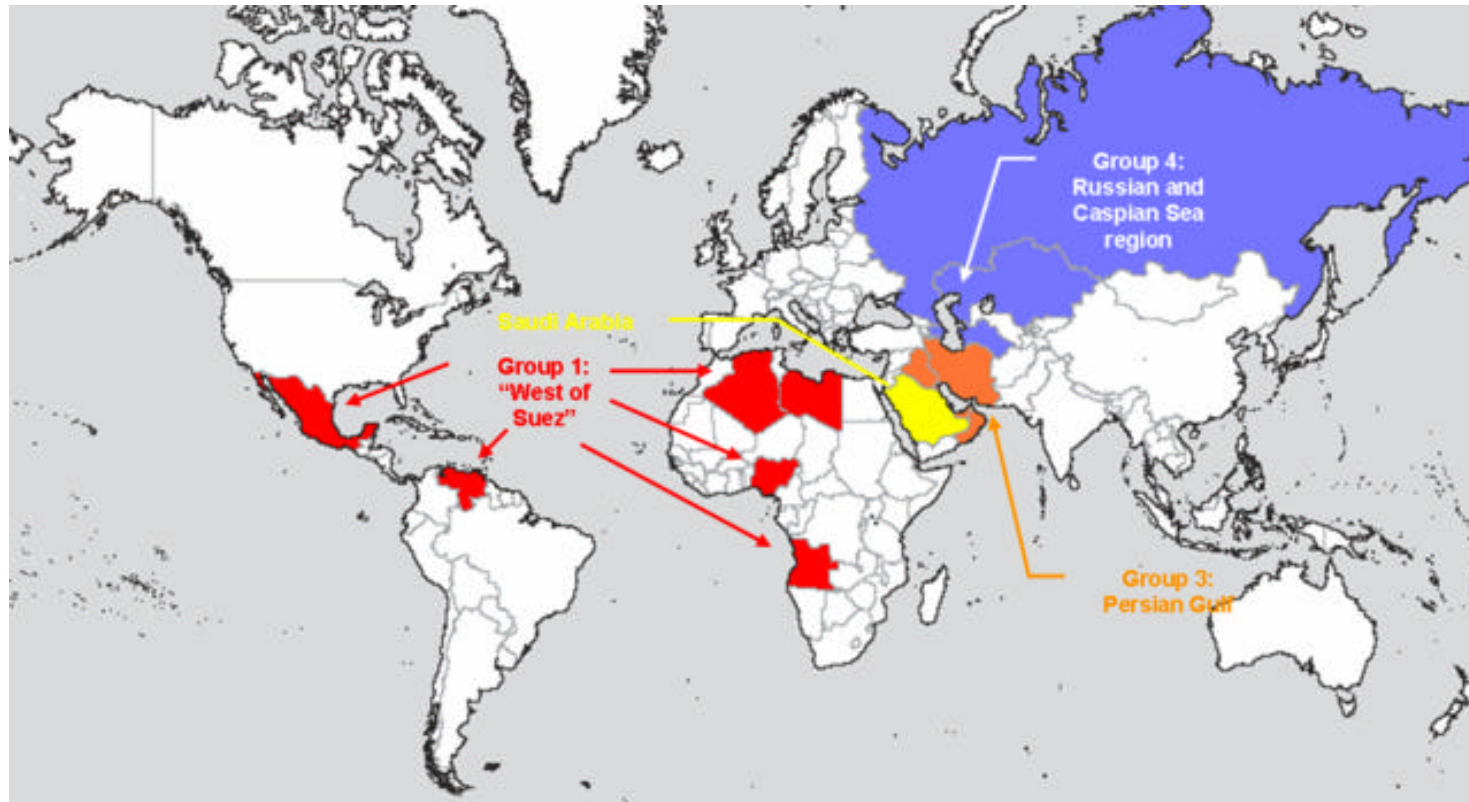 Group 4:
Russian and
Caspian Sea
region
Saudi Arabia
Group 1:
“West of
Suez”
Group 3:
Persian Gulf